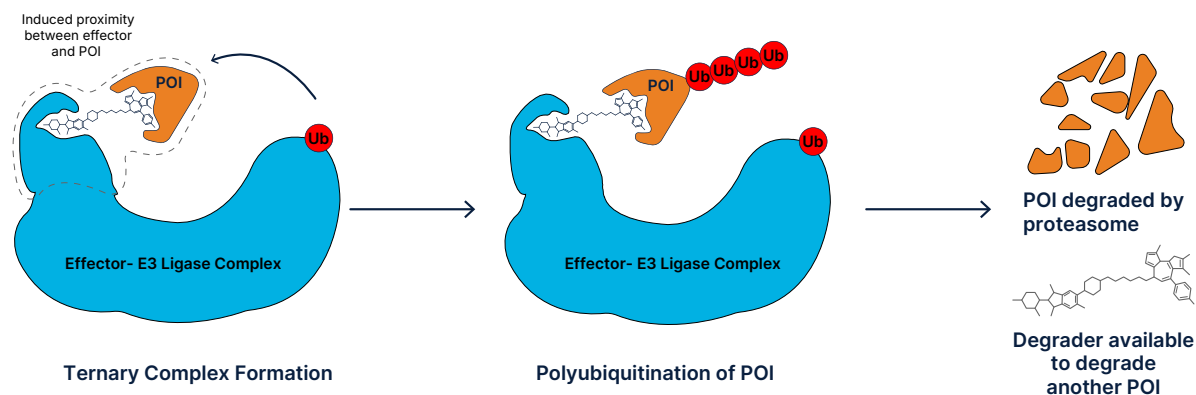 Induced proximity
between effector
and POI
POI
Ub
Effector- E3 Ligase Complex
Ternary Complex Formation
POI
Ub
Ub
Ub
Ub
Ub
Effector- E3 Ligase Complex
Polyubiquitination of POI
POI degraded by
proteasome
Degrader available
to degrade
another POI